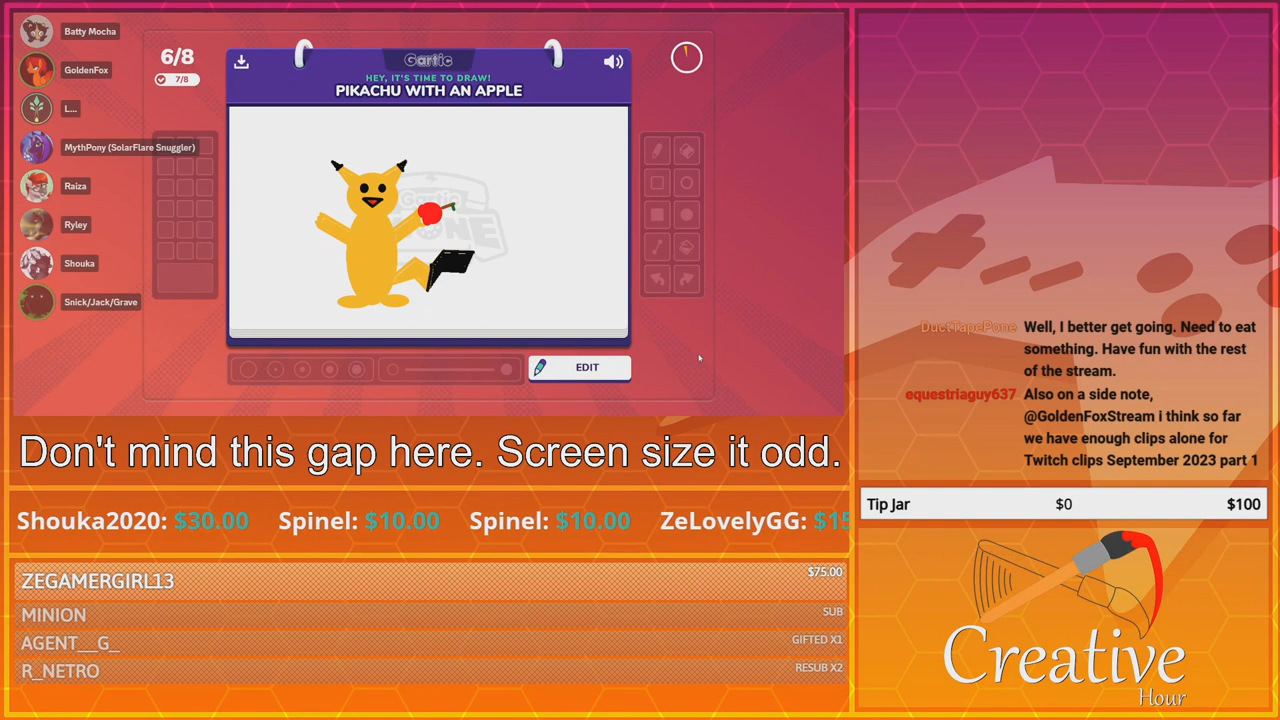 Batty Mocha
GoldenFox
L...
MythPony (SolarFlare Snuggler)
Raiza
Ryley
Shouka
Snick/Jack/Grave
6/8
7/8
Gartic
HEY, IT'S TIME TO DRAW!
PIKACHU WITH AN APPLE
Gartic
EDIT
Don't mind this gap here. Screen size it odd.
Shouka2020: $30.00 Spinel: $10.00 Spinel: $10.00 ZeLovelyGG: $15
ZEGAMERGIRL13 $75.00
MINION SUB
AGENT__G_ GIFTED X1
R_NETRO RESUB X2
DuctTapePone Well, I better get going. Need to eat
something. Have fun with the rest
of the stream.
equestriaguy637 Also on a side note,
@GoldenFoxStream i think so far
we have enough clips alone for
Twitch clips September 2023 part 1
Tip Jar $0 $100
Creative
Hour